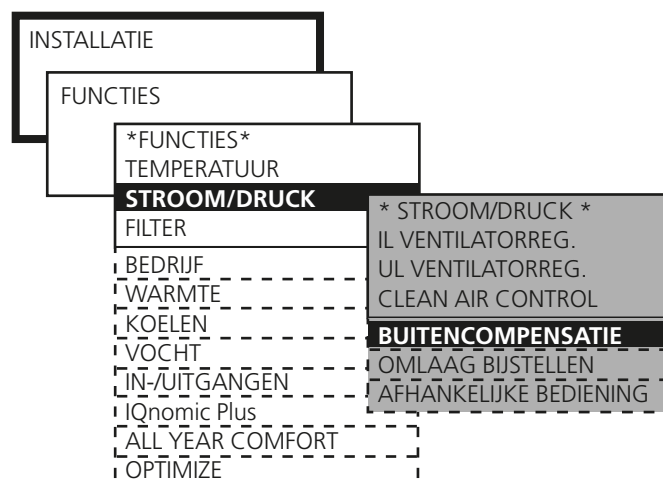 INSTALLATIE
FUNCTIES
*FUNCTIES*
TEMPERATUUR
STROOM/DRUCK
FILTER
BEDRIJF
WARMTE
KOELEN
VOCHT
IN-/UITGANGEN
IQnomic Plus
ALL YEAR COMFORT
OPTIMIZE
* STROOM/DRUCK *
IL VENTILATORREG.
UL VENTILATORREG.
CLEAN AIR CONTROL
BUITENCOMPENSATIE
OMLAAG BIJSTELLEN
AFHANKELIJKE BEDIENING